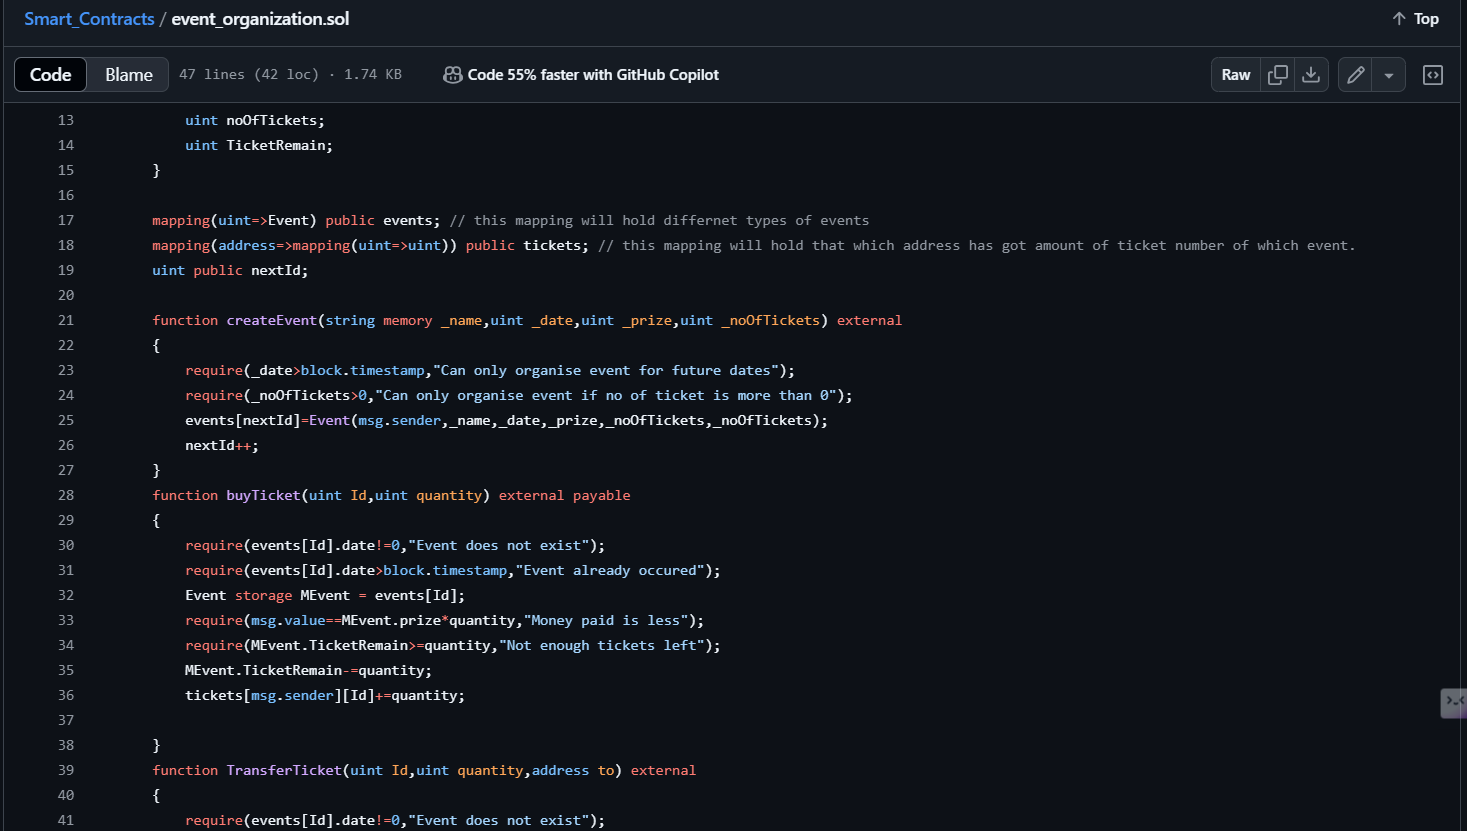 Smart_Contracts / event_organization.sol
Top
Code Blame 47 lines (42 loc) · 1.74 KB Code 55% faster with GitHub Copilot Raw
13 uint noOfTickets;
14 uint TicketRemain;
15 }
16
17 mapping(uint=>Event) public events; // this mapping will hold differnet types of events
18 mapping(address=>mapping(uint=>uint)) public tickets; // this mapping will hold that which address has got amount of ticket number of which event.
19 uint public nextId;
20
21 function createEvent(string memory _name,uint _date,uint _prize,uint _noOfTickets) external
22 {
23 require(_date>block.timestamp,"Can only organise event for future dates");
24 require(_noOfTickets>0,"Can only organise event if no of ticket is more than 0");
25 events[nextId]=Event(msg.sender,_name,_date,_prize,_noOfTickets,_noOfTickets);
26 nextId++;
27 }
28 function buyTicket(uint Id,uint quantity) external payable
29 {
30 require(events[Id].date!=0,"Event does not exist");
31 require(events[Id].date>block.timestamp,"Event already occured");
32 Event storage MEvent = events[Id];
33 require(msg.value==MEvent.prize*quantity,"Money paid is less");
34 require(MEvent.TicketRemain>=quantity,"Not enough tickets left");
35 MEvent.TicketRemain-=quantity;
36 tickets[msg.sender][Id]+=quantity;
37
38 }
39 function TransferTicket(uint Id,uint quantity,address to) external
40 {
41 require(events[Id].date!=0,"Event does not exist");